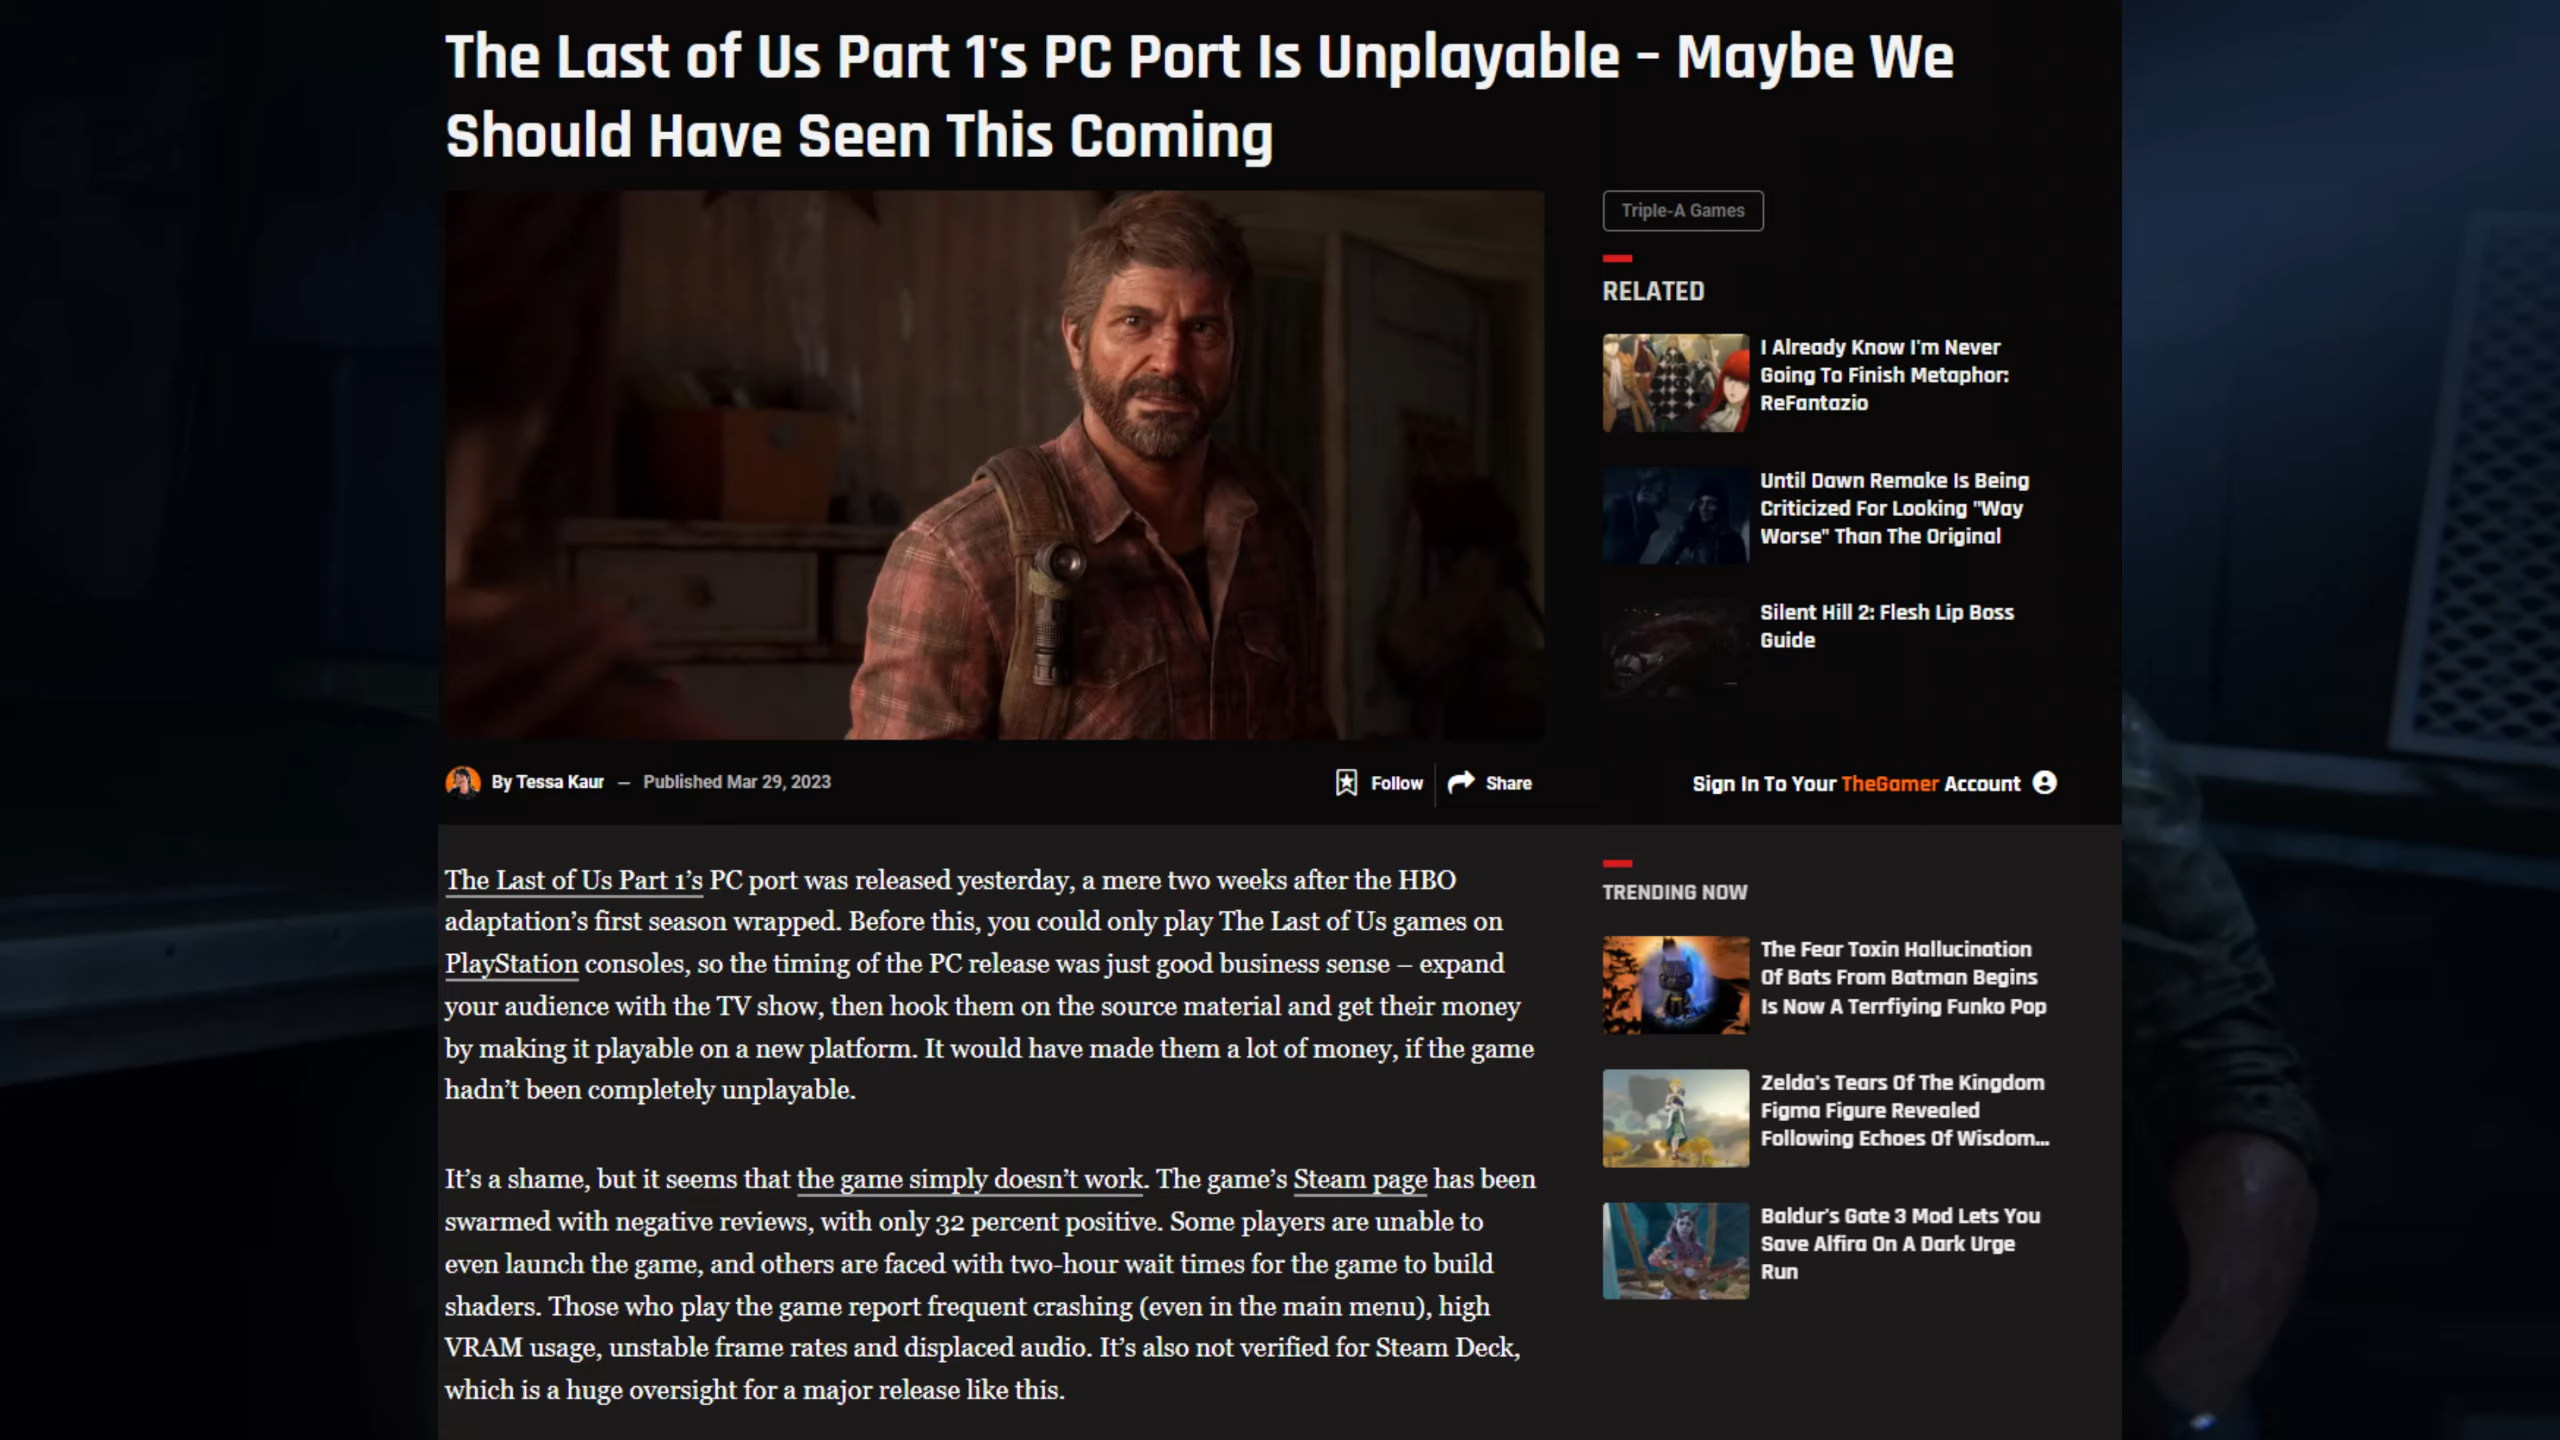 The Last of Us Part 1's PC Port Is Unplayable – Maybe We
Should Have Seen This Coming
Triple-A Games
RELATED
I Already Know I'm Never
Going To Finish Metaphor:
ReFantazio
Until Dawn Remake Is Being
Criticized For Looking "Way
Worse" Than The Original
Silent Hill 2: Flesh Lip Boss
Guide
By Tessa Kaur — Published Mar 29, 2023
Follow
Share
Sign In To Your TheGamer Account
The Last of Us Part 1’s PC port was released yesterday, a mere two weeks after the HBO
adaptation’s first season wrapped. Before this, you could only play The Last of Us games on
PlayStation consoles, so the timing of the PC release was just good business sense – expand
your audience with the TV show, then hook them on the source material and get their money
by making it playable on a new platform. It would have made them a lot of money, if the game
hadn’t been completely unplayable.
It’s a shame, but it seems that the game simply doesn’t work. The game’s Steam page has been
swarmed with negative reviews, with only 32 percent positive. Some players are unable to
even launch the game, and others are faced with two-hour wait times for the game to build
shaders. Those who play the game report frequent crashing (even in the main menu), high
VRAM usage, unstable frame rates and displaced audio. It’s also not verified for Steam Deck,
which is a huge oversight for a major release like this.
TRENDING NOW
The Fear Toxin Hallucination
Of Bats From Batman Begins
Is Now A Terrfiying Funko Pop
Zelda's Tears Of The Kingdom
Figma Figure Revealed
Following Echoes Of Wisdom...
Baldur's Gate 3 Mod Lets You
Save Alfira On A Dark Urge
Run